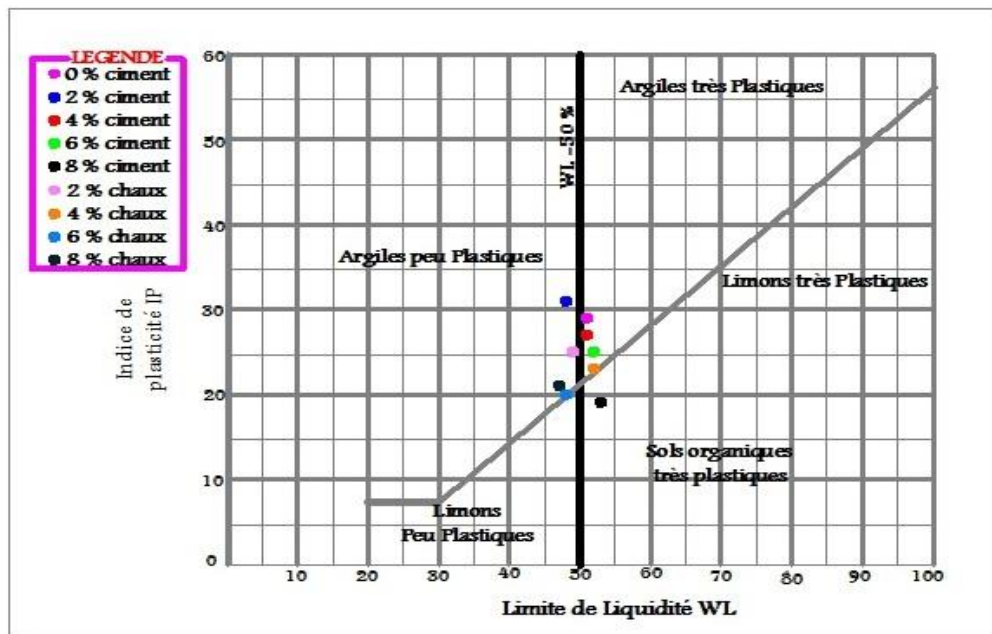 LEGENDE
0 % ciment
2 % ciment
4 % ciment
6 % ciment
8 % ciment
2 % chaux
4 % chaux
6 % chaux
8 % chaux
Indice de
plasticité IP
60
50
40
30
20
10
0
Argiles très Plastiques
WL =50 %
Argiles peu Plastiques
Limons très Plastiques
Sols organiques
très plastiques
Limons
Peu Plastiques
10 20 30 40 50 60 70 80 90 100
Limite de Liquidité WL